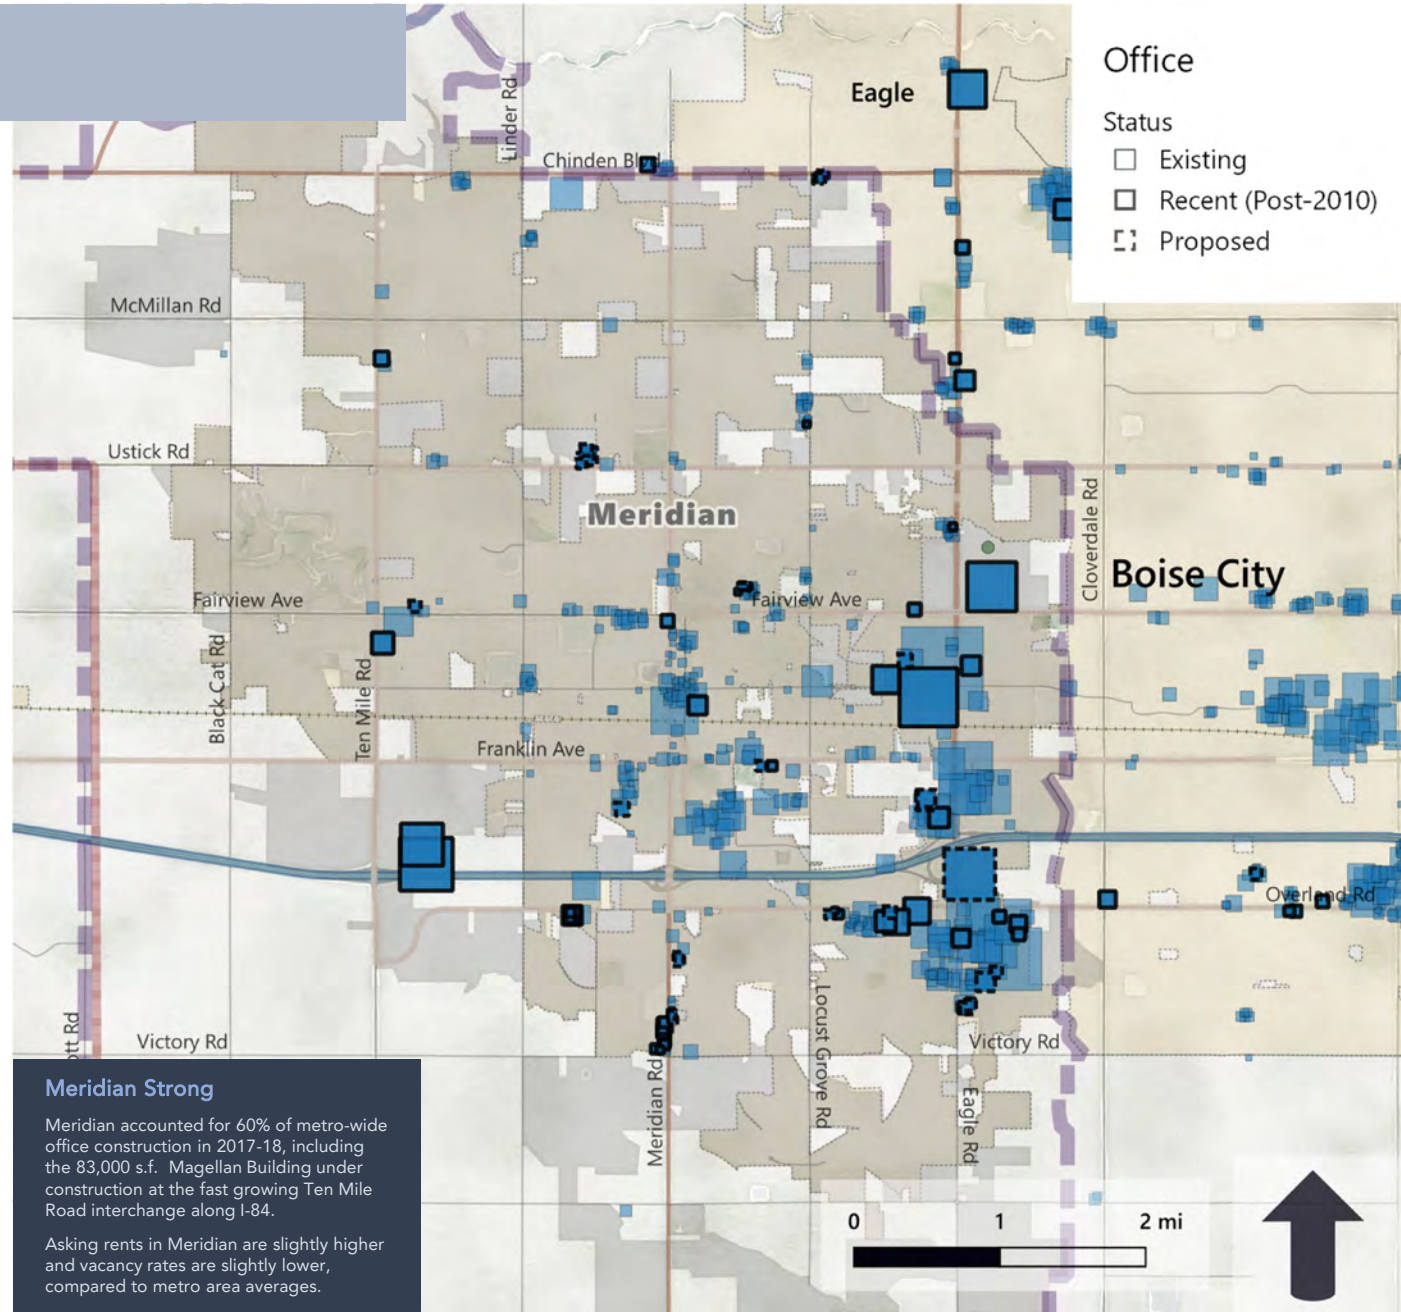 Office
Status
Existing
Recent (Post-2010)
Proposed
Eagle
Linder Rd
Chinden Blvd
McMillan Rd
Ustick Rd
Meridian
Cloverdale Rd
Boise City
Fairview Ave
Fairview Ave
Black Cat Rd
Ten Mile Rd
Franklin Ave
Overland Rd
Locust Grove Rd
ott Rd
Victory Rd
Victory Rd
Meridian Rd
Eagle Rd
Meridian Strong
Meridian accounted for 60% of metro-wide
office construction in 2017-18, including
the 83,000 s.f. Magellan Building under
construction at the fast growing Ten Mile
Road interchange along I-84.
Asking rents in Meridian are slightly higher
and vacancy rates are slightly lower,
compared to metro area averages.
0 1 2 mi